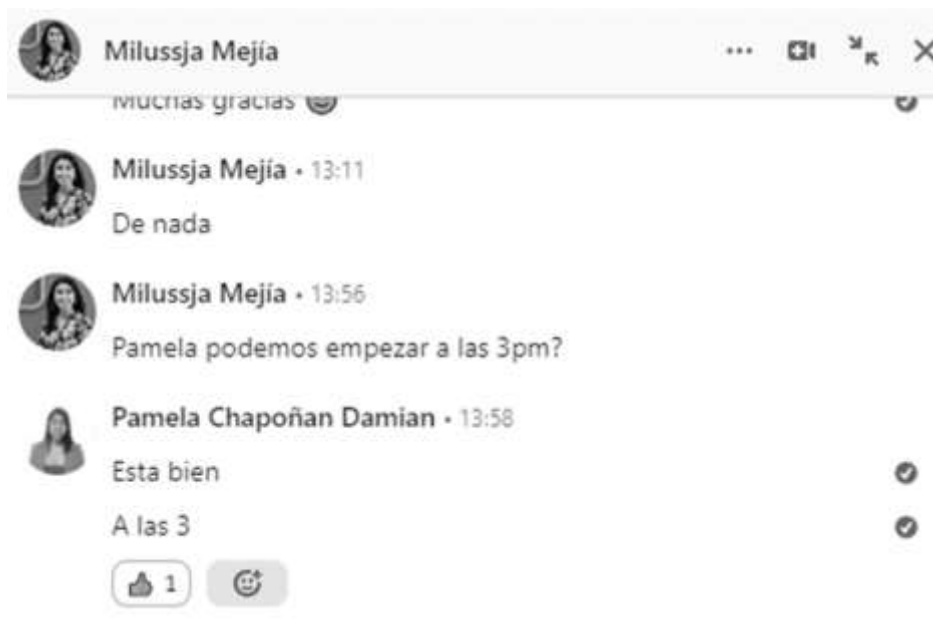 Milussja Mejía
Muchas gracias
Milussja Mejía • 13:11
De nada
Milussja Mejía • 13:56
Pamela podemos empezar a las 3pm?
Pamela Chapoñan Damian • 13:58
Esta bien
A las 3
1